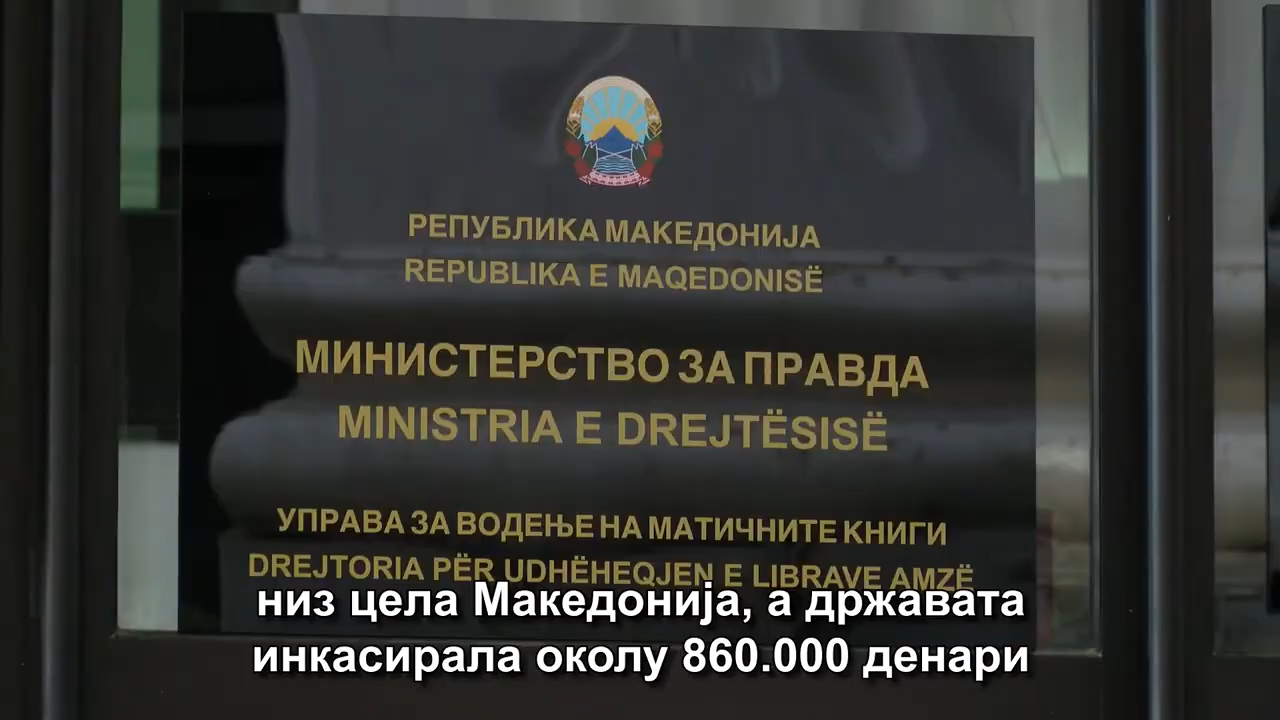 РЕПУБЛИКА МАКЕДОНИЈА
REPUBLIKA E MAQEDONISË
МИНИСТЕРСТВО ЗА ПРАВДА
MINISTRIA E DREJTËSISË
УПРАВА ЗА ВОДЕЊЕ НА МАТИЧНИТЕ КНИГИ
DREJTORIA PËR UDHËHEQJEN E LIBRAVE AMZË
низ цела Македонија, а државата
инкасирала околу 860.000 денари